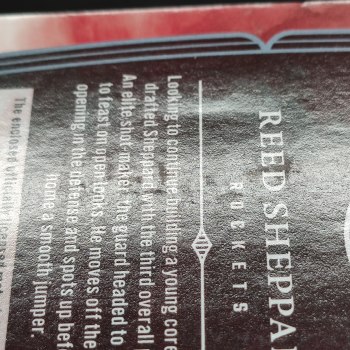 REED SHEPPA
ROCKETS
Looking to continue building a young core
drafted Sheppard with the third overall
An elite shot-maker, the guard headed to
to feast on open looks. He moves off the
opening in the defense and spots up bef
home a smooth jumper.
The enclosed